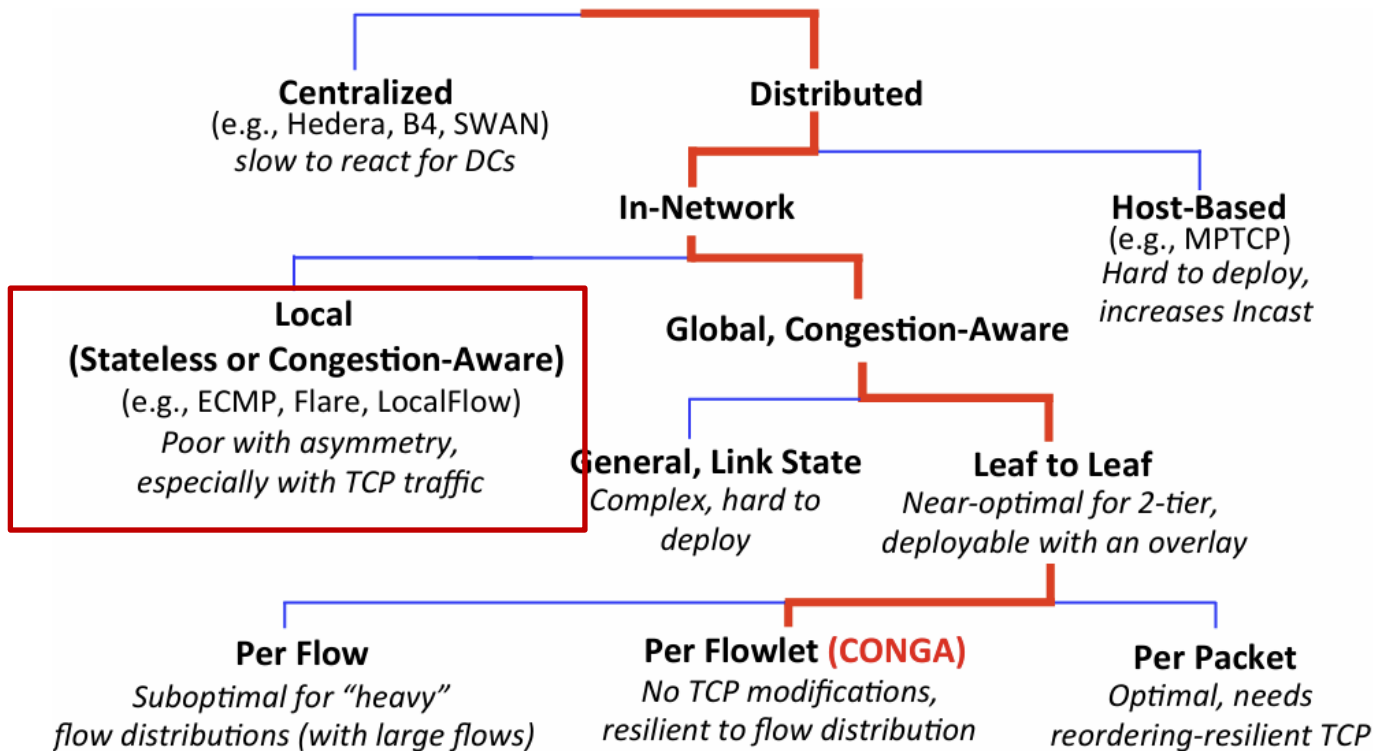 Centralized
(e.g., Hedera, B4, SWAN)
slow to react for DCs
Distributed
In-Network
Host-Based
(e.g., MPTCP)
Hard to deploy,
increases Incast
Local
(Stateless or Congestion-Aware)
(e.g., ECMP, Flare, LocalFlow)
Poor with asymmetry,
especially with TCP traffic
Global, Congestion-Aware
General, Link State
Complex, hard to
deploy
Leaf to Leaf
Near-optimal for 2-tier,
deployable with an overlay
Per Flow
Suboptimal for “heavy”
flow distributions (with large flows)
Per Flowlet (CONGA)
No TCP modifications,
resilient to flow distribution
Per Packet
Optimal, needs
reordering-resilient TCP